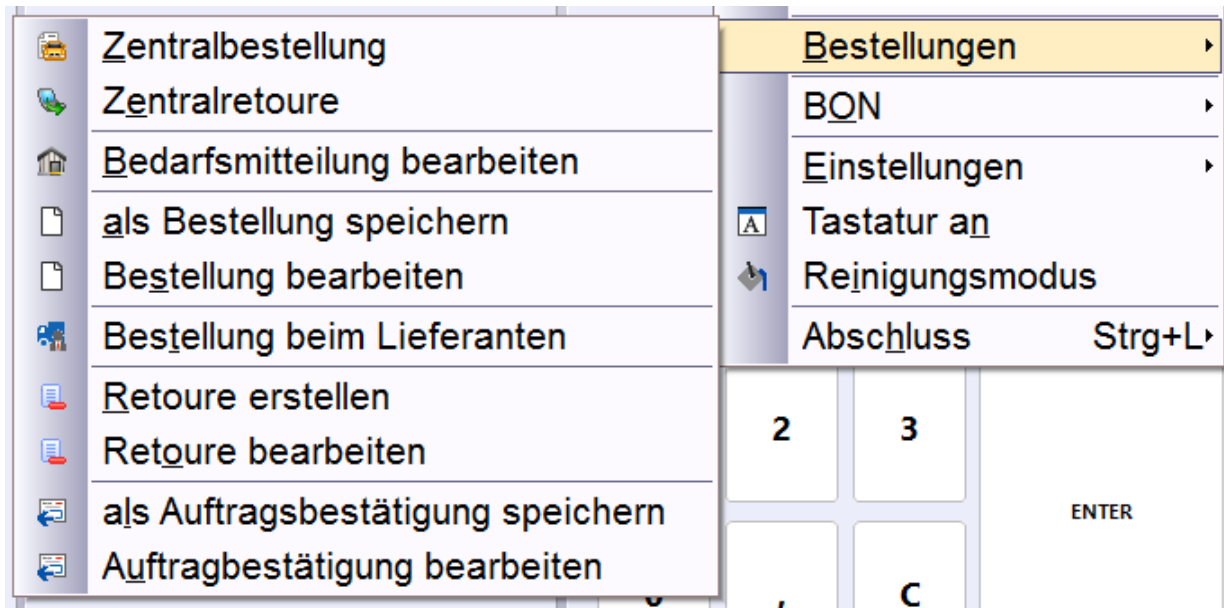 Zentralbestellung
Zentralretoure
Bedarfsmitteilung bearbeiten
als Bestellung speichern
Bestellung bearbeiten
Bestellung beim Lieferanten
Retoure erstellen
Retoure bearbeiten
als Auftragsbestätigung speichern
Auftragbestätigung bearbeiten
Bestellungen
BON
Einstellungen
Tastatur an
Reinigungsmodus
Abschluss Strg+L
2 3
ENTER
, C